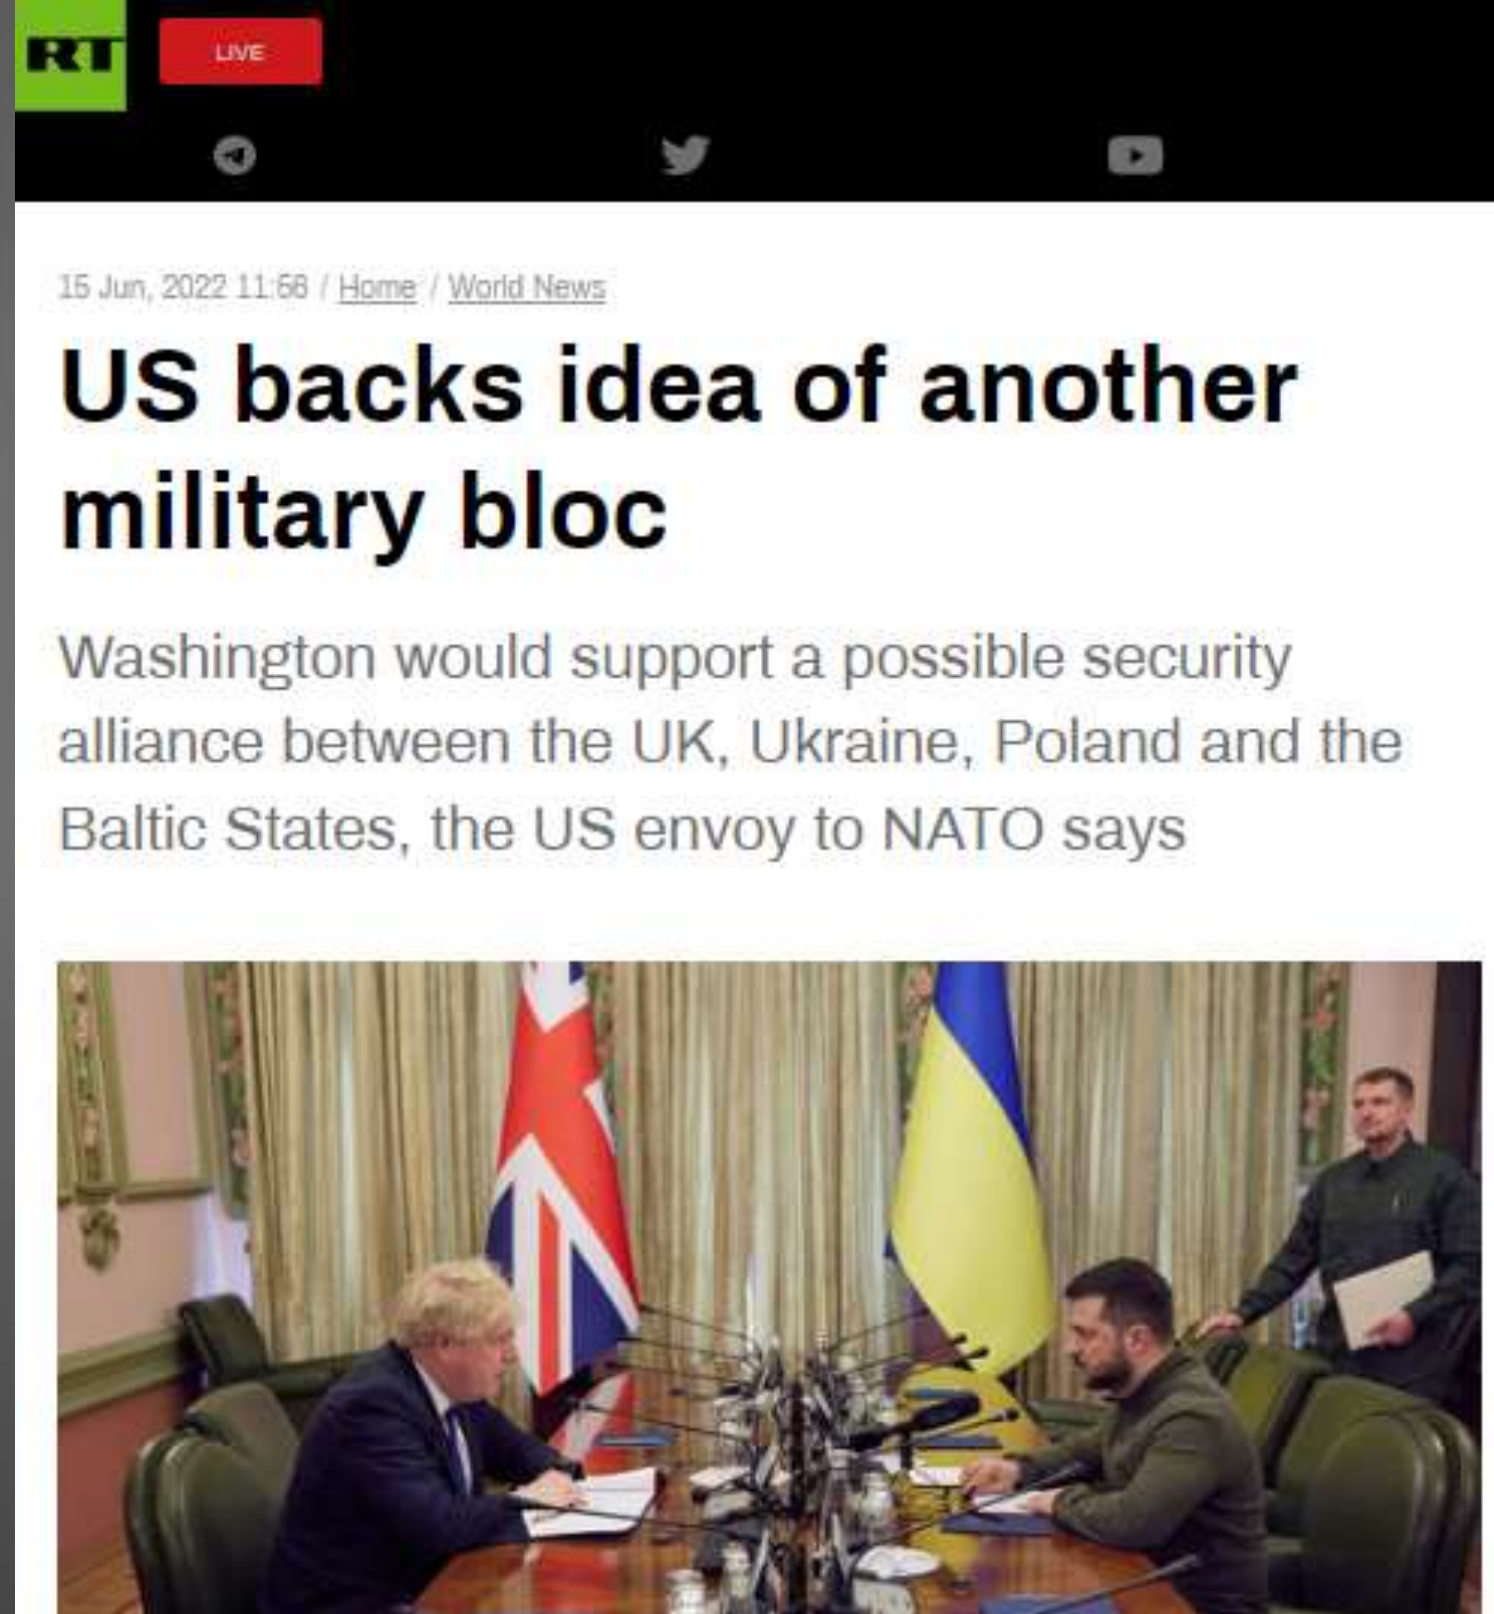 RT
LIVE
15 Jun, 2022 11:56 / Home / World News
US backs idea of another
military bloc
Washington would support a possible security
alliance between the UK, Ukraine, Poland and the
Baltic States, the US envoy to NATO says